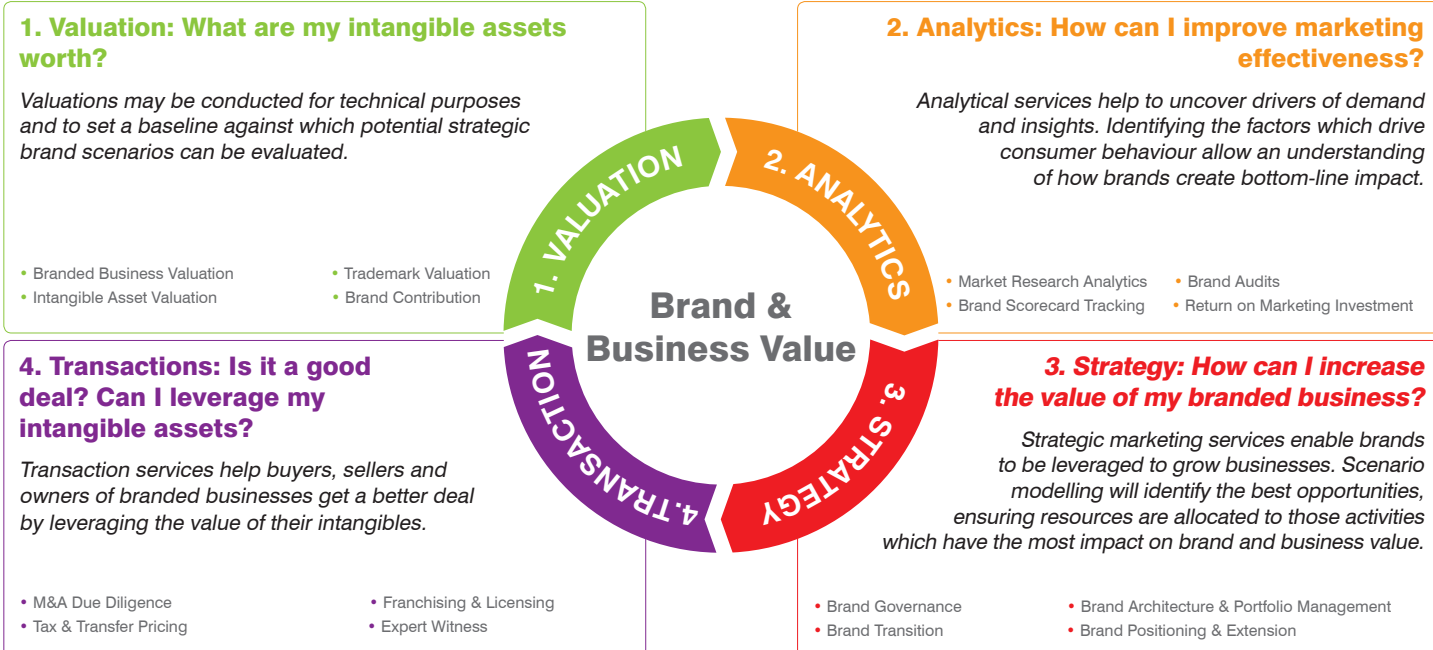 1. Valuation: What are my intangible assets
worth?
Valuations may be conducted for technical purposes
and to set a baseline against which potential strategic
brand scenarios can be evaluated.
• Branded Business Valuation
• Trademark Valuation
• Intangible Asset Valuation
• Brand Contribution
2. Analytics: How can I improve marketing
effectiveness?
Analytical services help to uncover drivers of demand
and insights. Identifying the factors which drive
consumer behaviour allow an understanding
of how brands create bottom-line impact.
• Market Research Analytics
• Brand Audits
• Brand Scorecard Tracking
• Return on Marketing Investment
1. VALUATION
2. ANALYTICS
3. STRATEGY
4.TRANSACTION
Brand &
Business Value
4. Transactions: Is it a good
deal? Can I leverage my
intangible assets?
Transaction services help buyers, sellers and
owners of branded businesses get a better deal
by leveraging the value of their intangibles.
• M&A Due Diligence
• Franchising & Licensing
• Tax & Transfer Pricing
• Expert Witness
3. Strategy: How can I increase
the value of my branded business?
Strategic marketing services enable brands
to be leveraged to grow businesses. Scenario
modelling will identify the best opportunities,
ensuring resources are allocated to those activities
which have the most impact on brand and business value.
• Brand Governance
• Brand Architecture & Portfolio Management
• Brand Transition
• Brand Positioning & Extension